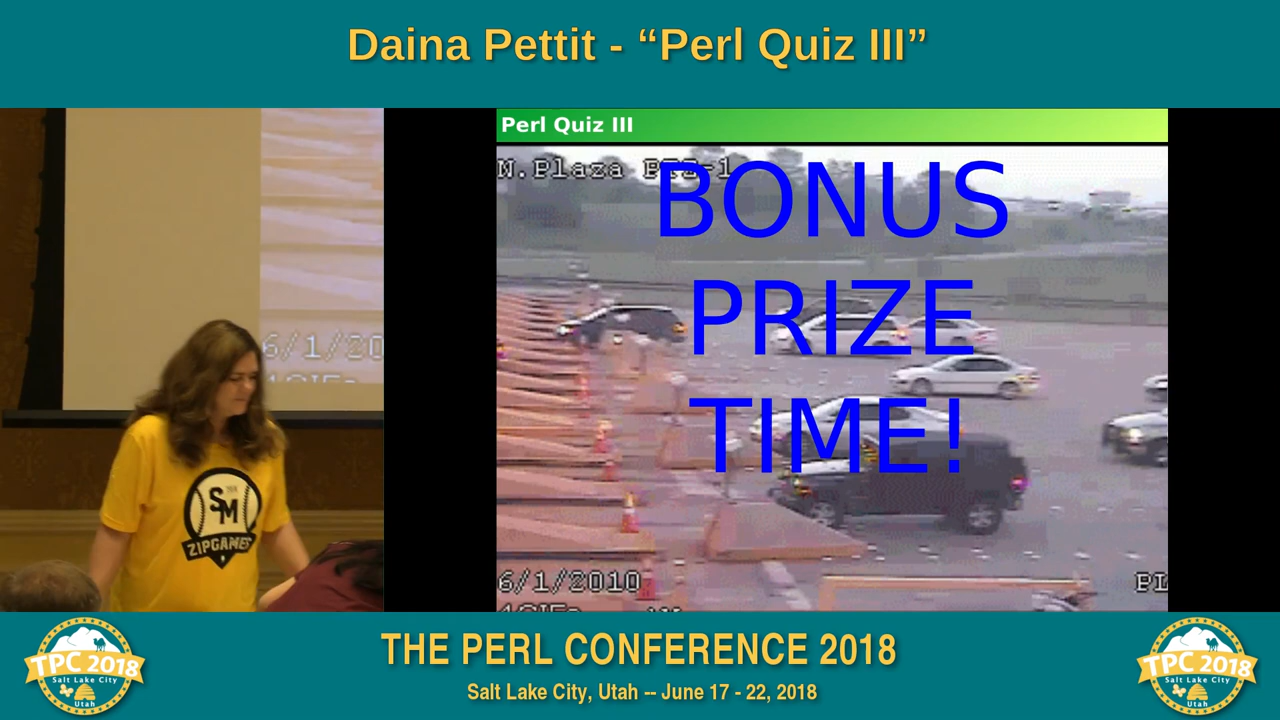 Daina Pettit - “Perl Quiz III”
Perl Quiz III
BONUS
PRIZE
TIME!
6/1/2010
PL
6/1/20
SM
ZIPGAMES
THE PERL CONFERENCE 2018
Salt Lake City, Utah -- June 17 - 22, 2018
TPC 2018
Salt Lake City
Utah
TPC 2018
Salt Lake City
Utah